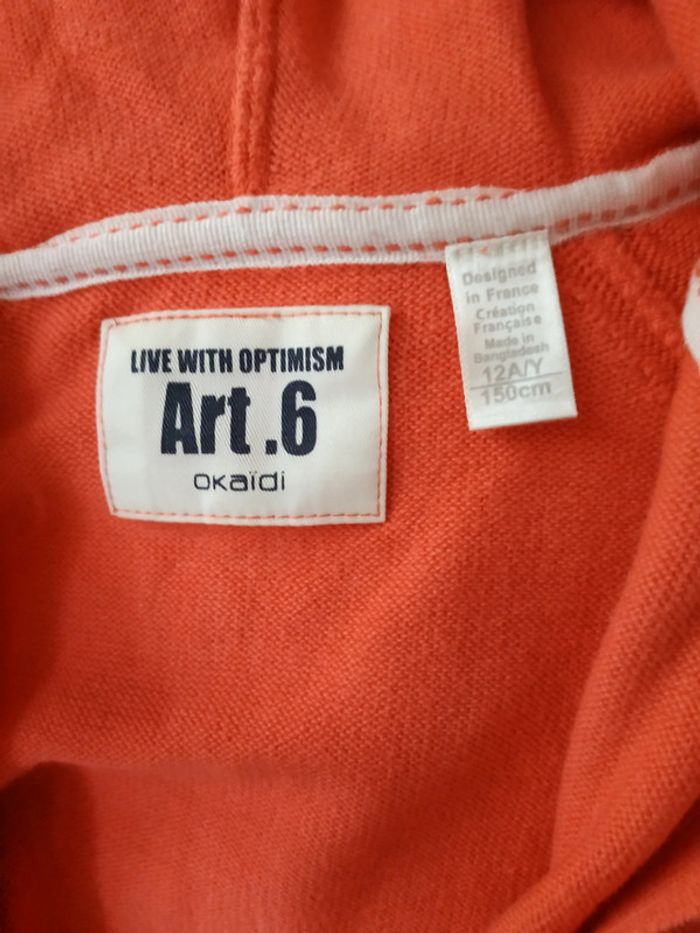 LIVE WITH OPTIMISM
Art .6
OKaïdi
Designed
in France
Création
Française
Made in
Bangladesh
12A/Y
150cm